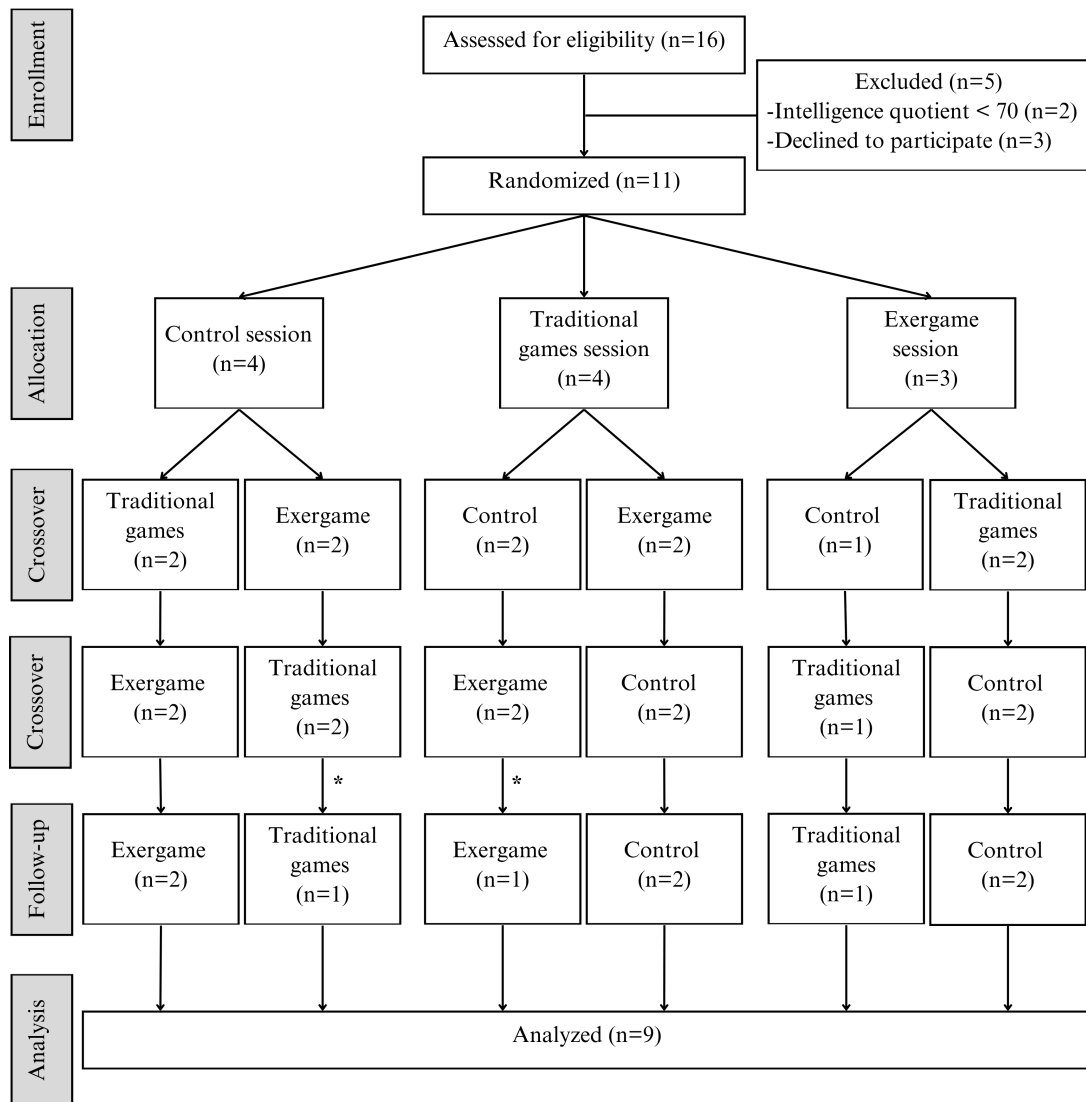 Enrollment
Assessed for eligibility (n=16)
Excluded (n=5)
-Intelligence quotient < 70 (n=2)
-Declined to participate (n=3)
Randomized (n=11)
Allocation
Control session
(n=4)
Traditional
games session
(n=4)
Exergame
session
(n=3)
Crossover
Traditional
games
(n=2)
Exergame
(n=2)
Control
(n=2)
Exergame
(n=2)
Control
(n=1)
Traditional
games
(n=2)
Crossover
Exergame
(n=2)
Traditional
games
(n=2)
Exergame
(n=2)
Control
(n=2)
Traditional
games
(n=1)
Control
(n=2)
*
*
Follow-up
Exergame
(n=2)
Traditional
games
(n=1)
Exergame
(n=1)
Control
(n=2)
Traditional
games
(n=1)
Control
(n=2)
Analysis
Analyzed (n=9)